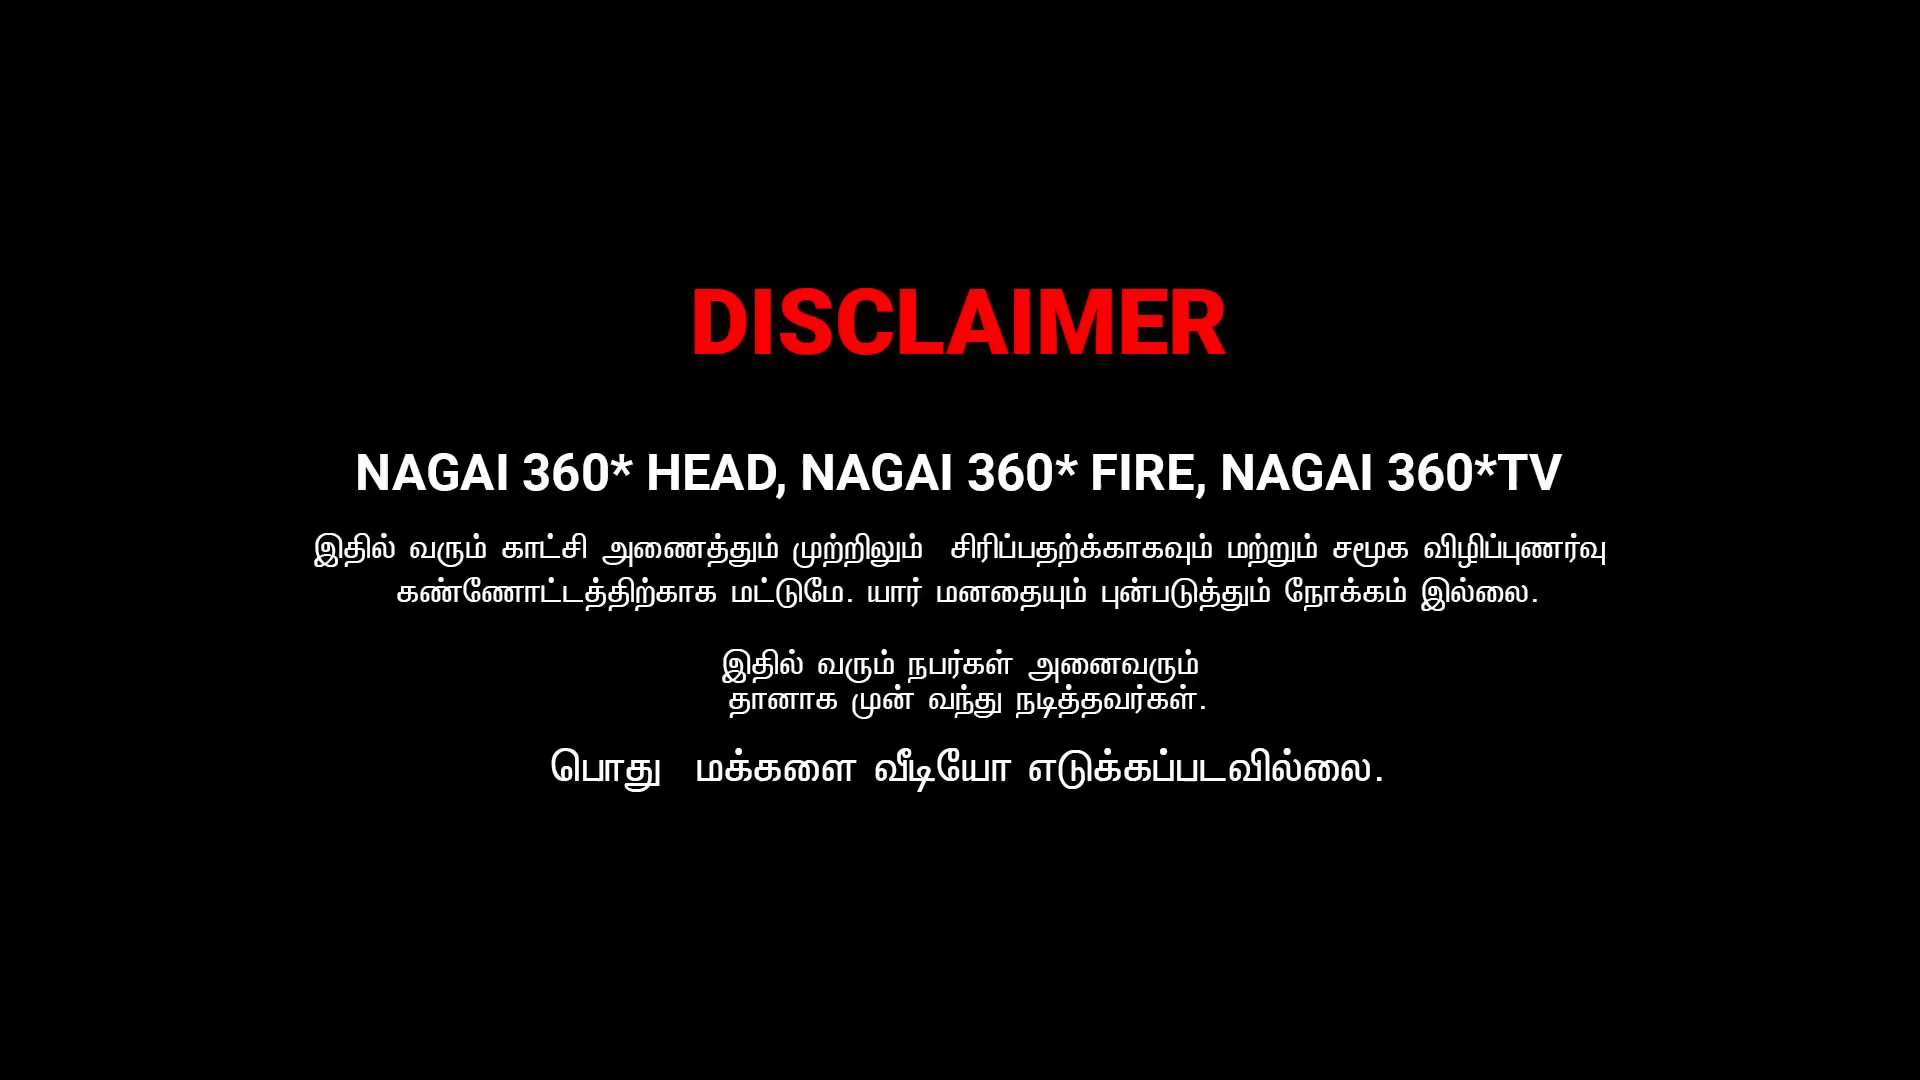 DISCLAIMER
NAGAI 360* HEAD, NAGAI 360* FIRE, NAGAI 360*TV
இதில் வரும் காட்சி அணைத்தும் முற்றிலும் சிரிப்பதற்க்காகவும் மற்றும் சமூக விழிப்புணர்வு
கண்ணோட்டத்திற்காக மட்டுமே. யார் மனதையும் புன்படுத்தும் நோக்கம் இல்லை.
இதில் வரும் நபர்கள் அனைவரும்
தானாக முன் வந்து நடித்தவர்கள்.
பொது மக்களை வீடியோ எடுக்கப்படவில்லை.